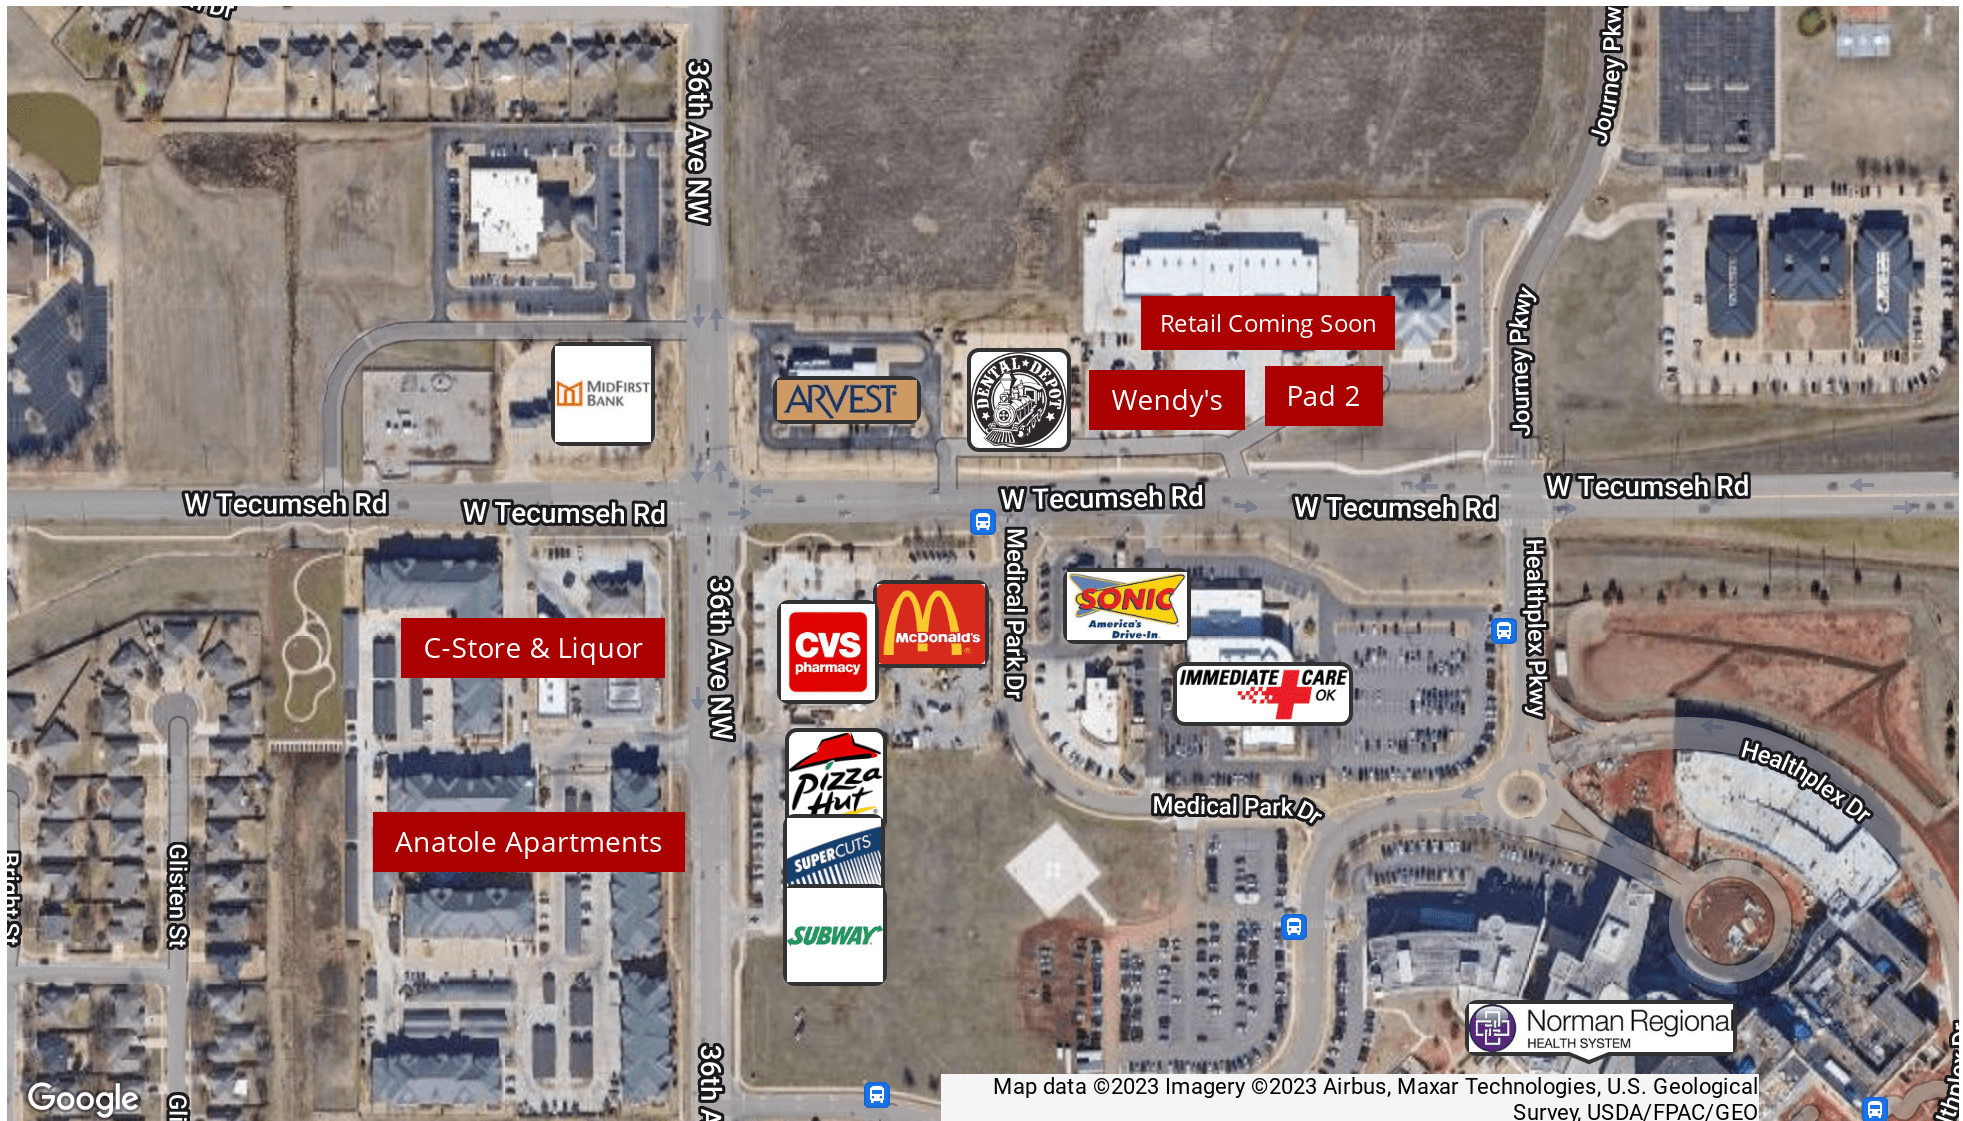 36th Ave NW
Journey Pkwy
Retail Coming Soon
Journey Pkwy
MIDFIRST
BANK
ARVEST
DENTAL DEPOT
Wendy's
Pad 2
W Tecumseh Rd
W Tecumseh Rd
W Tecumseh Rd
W Tecumseh Rd
W Tecumseh Rd
Medical Park Dr
Healthplex Pkwy
36th Ave NW
C-Store & Liquor
CVS
pharmacy
McDonald's
SONIC
America's
Drive-In
IMMEDIATE CARE
OK
Pizza
Hut
Medical Park Dr
Healthplex Dr
Anatole Apartments
SUPERCUTS
SUBWAY
Bright St
Glisten St
Norman Regional
HEALTH SYSTEM
36th A
Gli
Google
Map data ©2023 Imagery ©2023 Airbus, Maxar Technologies, U.S. Geological
Survey, USDA/FPAC/GEO